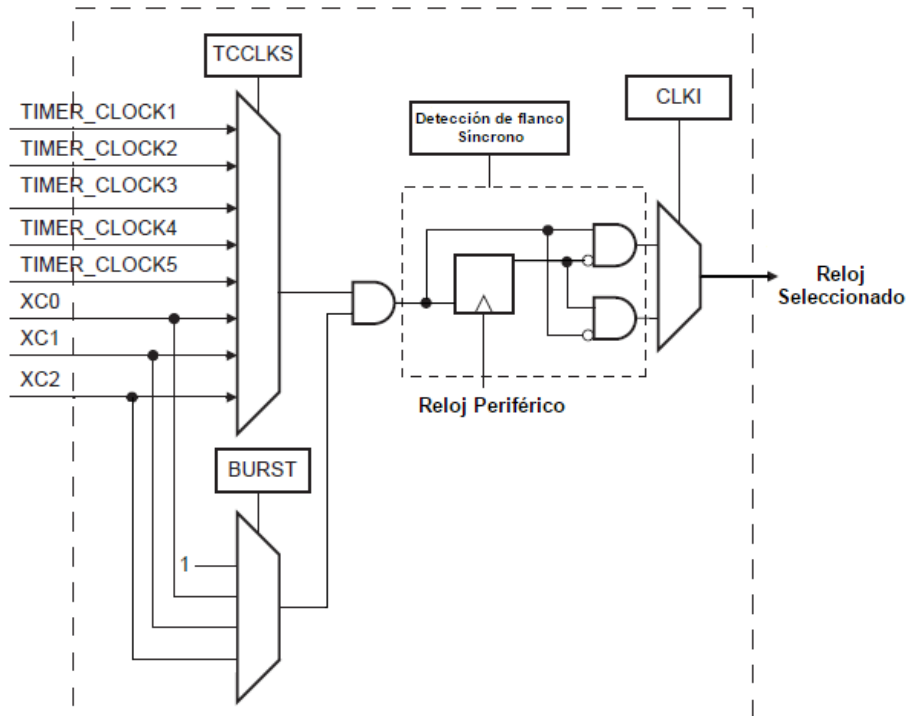 TCCLKS
TIMER_CLOCK1
CLKI
Detección de flanco
Síncrono
TIMER_CLOCK2
TIMER_CLOCK3
TIMER_CLOCK4
TIMER_CLOCK5
Reloj
Seleccionado
XC0
XC1
XC2
Reloj Periférico
BURST
1